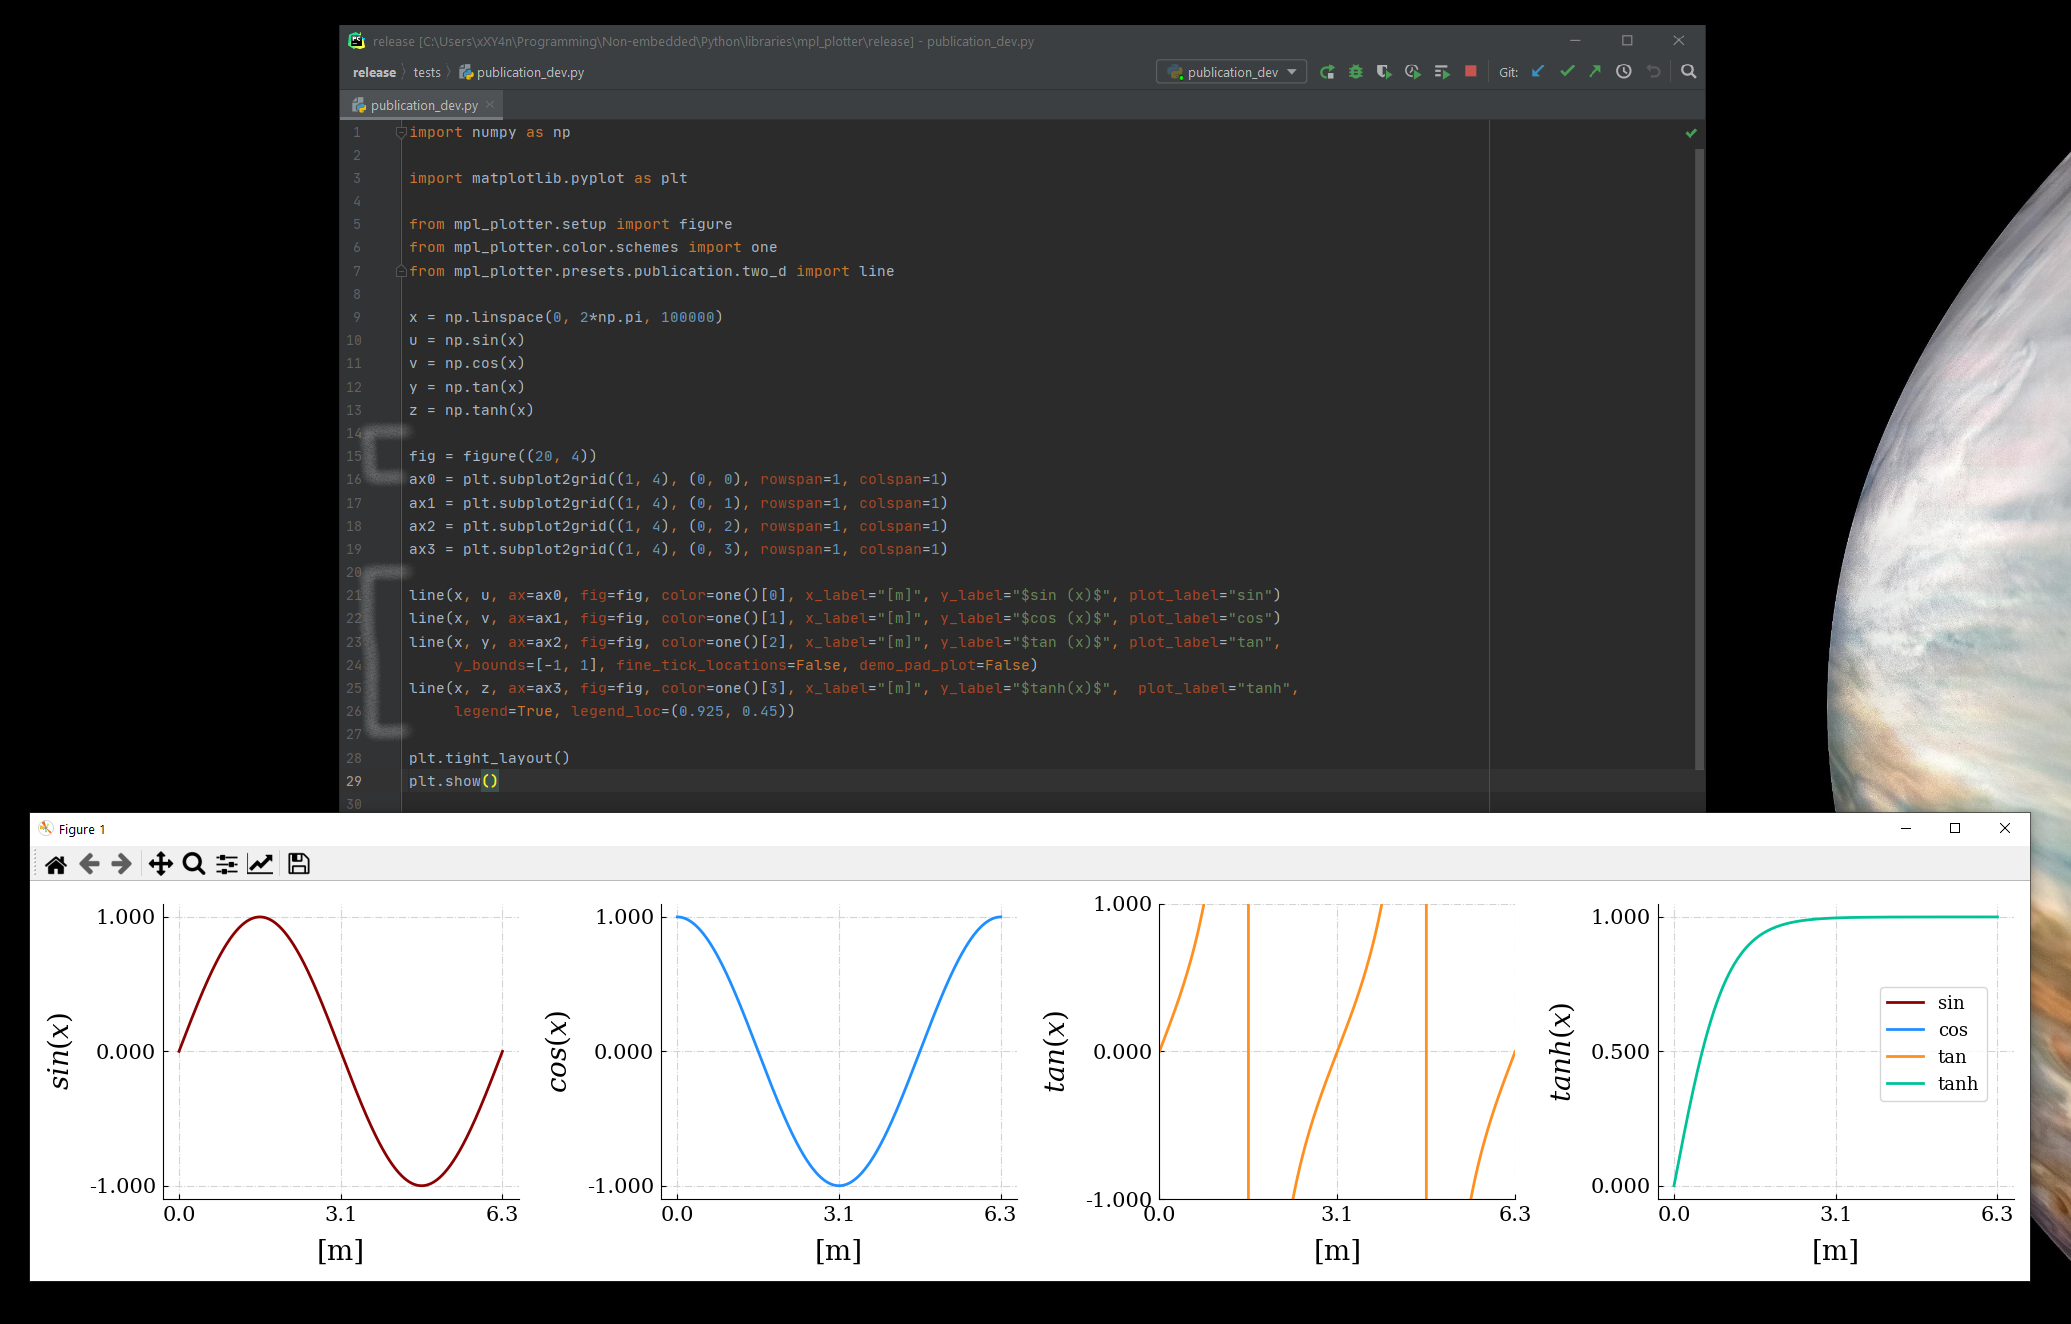 release [C:\Users\xXY4n\Programming\Non-embedded\Python\libraries\mpl_plotter\release] - publication_dev.py
release tests publication_dev.py
publication_dev Git:
publication_dev.py
1 import numpy as np
2
3 import matplotlib.pyplot as plt
4
5 from mpl_plotter.setup import figure
6 from mpl_plotter.color.schemes import one
7 from mpl_plotter.presets.publication.two_d import line
8
9 x = np.linspace(0, 2*np.pi, 100000)
10 u = np.sin(x)
11 v = np.cos(x)
12 y = np.tan(x)
13 z = np.tanh(x)
14
15 fig = figure((20, 4))
16 ax0 = plt.subplot2grid((1, 4), (0, 0), rowspan=1, colspan=1)
17 ax1 = plt.subplot2grid((1, 4), (0, 1), rowspan=1, colspan=1)
18 ax2 = plt.subplot2grid((1, 4), (0, 2), rowspan=1, colspan=1)
19 ax3 = plt.subplot2grid((1, 4), (0, 3), rowspan=1, colspan=1)
20
21 line(x, u, ax=ax0, fig=fig, color=one()[0], x_label="[m]", y_label="$sin (x)$", plot_label="sin")
22 line(x, v, ax=ax1, fig=fig, color=one()[1], x_label="[m]", y_label="$cos (x)$", plot_label="cos")
23 line(x, y, ax=ax2, fig=fig, color=one()[2], x_label="[m]", y_label="$tan (x)$", plot_label="tan",
24 y_bounds=[-1, 1], fine_tick_locations=False, demo_pad_plot=False)
25 line(x, z, ax=ax3, fig=fig, color=one()[3], x_label="[m]", y_label="$tanh(x)$",  plot_label="tanh",
26 legend=True, legend_loc=(0.925, 0.45))
27
28 plt.tight_layout()
29 plt.show()
30
Figure 1
sin(x)
1.000
0.000
-1.000
0.0 3.1 6.3
[m]
cos(x)
1.000
0.000
-1.000
0.0 3.1 6.3
[m]
tan(x)
1.000
0.000
-1.000
0.0 3.1 6.3
[m]
tanh(x)
1.000
0.500
0.000
0.0 3.1 6.3
[m]
sin
cos
tan
tanh